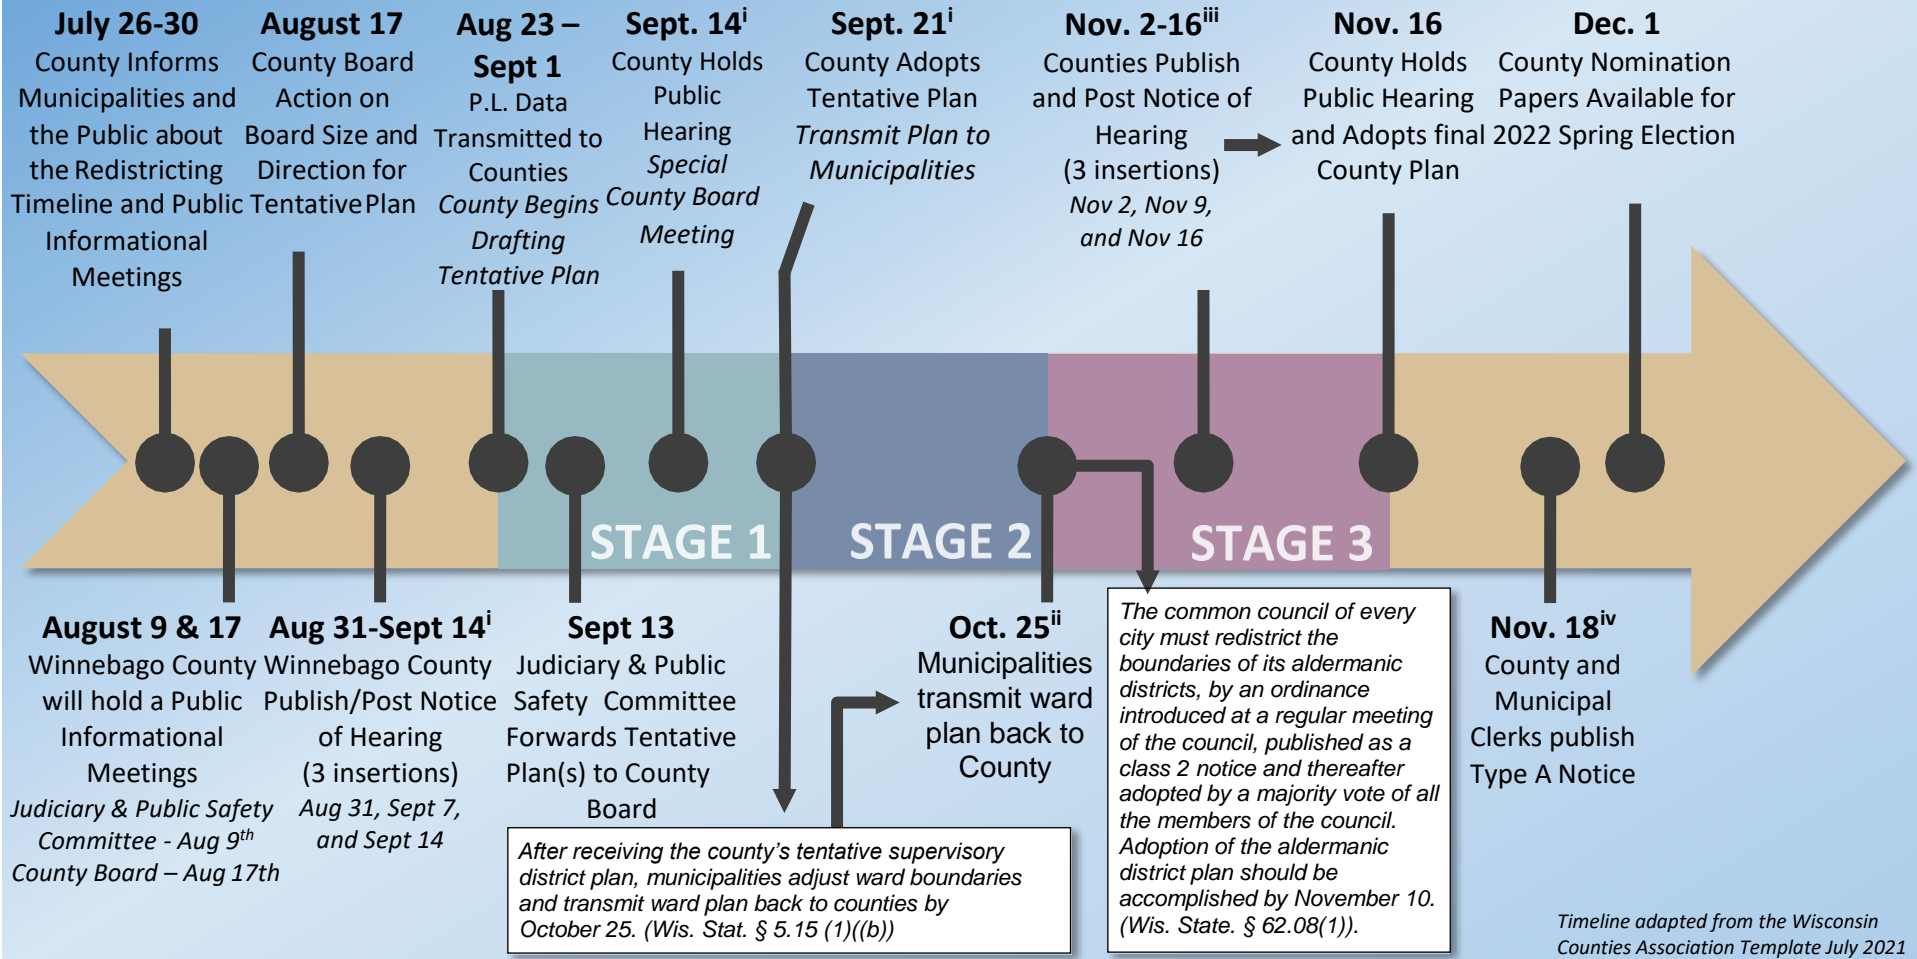 July 26-30
County Informs
Municipalities and
the Public about
the Redistricting
Timeline and Public
Informational
Meetings
August 17
County Board
Action on
Board Size and
Direction for
Tentative Plan
Aug 23 –
Sept 1
P.L. Data
Transmitted to
Counties
County Begins
Drafting
Tentative Plan
Sept. 14i
County Holds
Public
Hearing
Special
County Board
Meeting
Sept. 21i
County Adopts
Tentative Plan
Transmit Plan to
Municipalities
Nov. 2-16iii
Counties Publish
and Post Notice of
Hearing
(3 insertions)
Nov 2, Nov 9,
and Nov 16
Nov. 16
County Holds
Public Hearing
and Adopts final
County Plan
Dec. 1
County Nomination
Papers Available for
2022 Spring Election
STAGE 1
STAGE 2
STAGE 3
August 9 & 17
Winnebago County
will hold a Public
Informational
Meetings
Judiciary & Public Safety
Committee - Aug 9th
County Board – Aug 17th
Aug 31-Sept 14i
Winnebago County
Publish/Post Notice
of Hearing
(3 insertions)
Aug 31, Sept 7,
and Sept 14
Sept 13
Judiciary & Public
Safety Committee
Forwards Tentative
Plan(s) to County
Board
After receiving the county's tentative supervisory
district plan, municipalities adjust ward boundaries
and transmit ward plan back to counties by
October 25. (Wis. Stat. § 5.15 (1)((b))
Oct. 25ii
Municipalities
transmit ward
plan back to
County
The common council of every
city must redistrict the
boundaries of its aldermanic
districts, by an ordinance
introduced at a regular meeting
of the council, published as a
class 2 notice and thereafter
adopted by a majority vote of all
the members of the council.
Adoption of the aldermanic
district plan should be
accomplished by November 10.
(Wis. State. § 62.08(1)).
Nov. 18iv
County and
Municipal
Clerks publish
Type A Notice
Timeline adapted from the Wisconsin
Counties Association Template July 2021